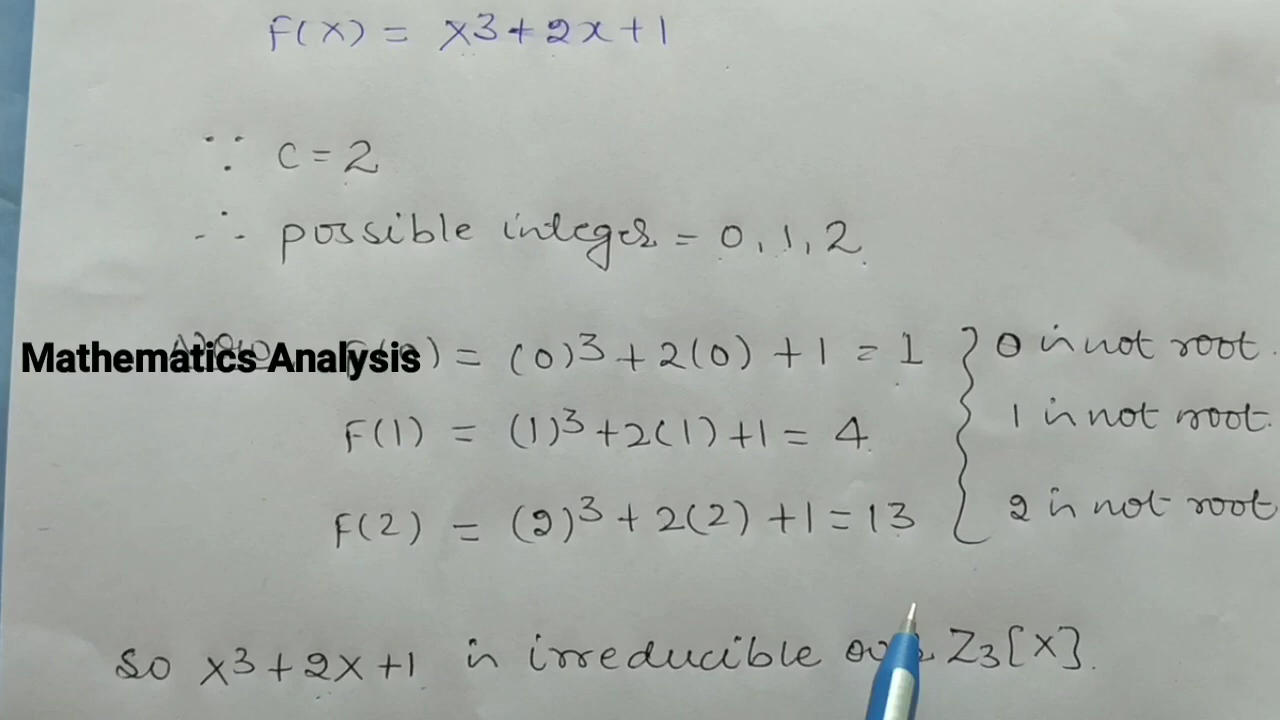 F(x) = x3+2x+1
∵ c=2
∴ possible integer = 0, 1, 2.
Mathematics Analysis ) = (0)3 + 2(0) + 1 = 1 } 0 is not root.
F(1) = (1)3+2(1)+1 = 4. 1 is not root.
F(2) = (2)3 + 2(2) +1 = 13 2 is not root
So x3+2x+1 is irreducible Z3[x].